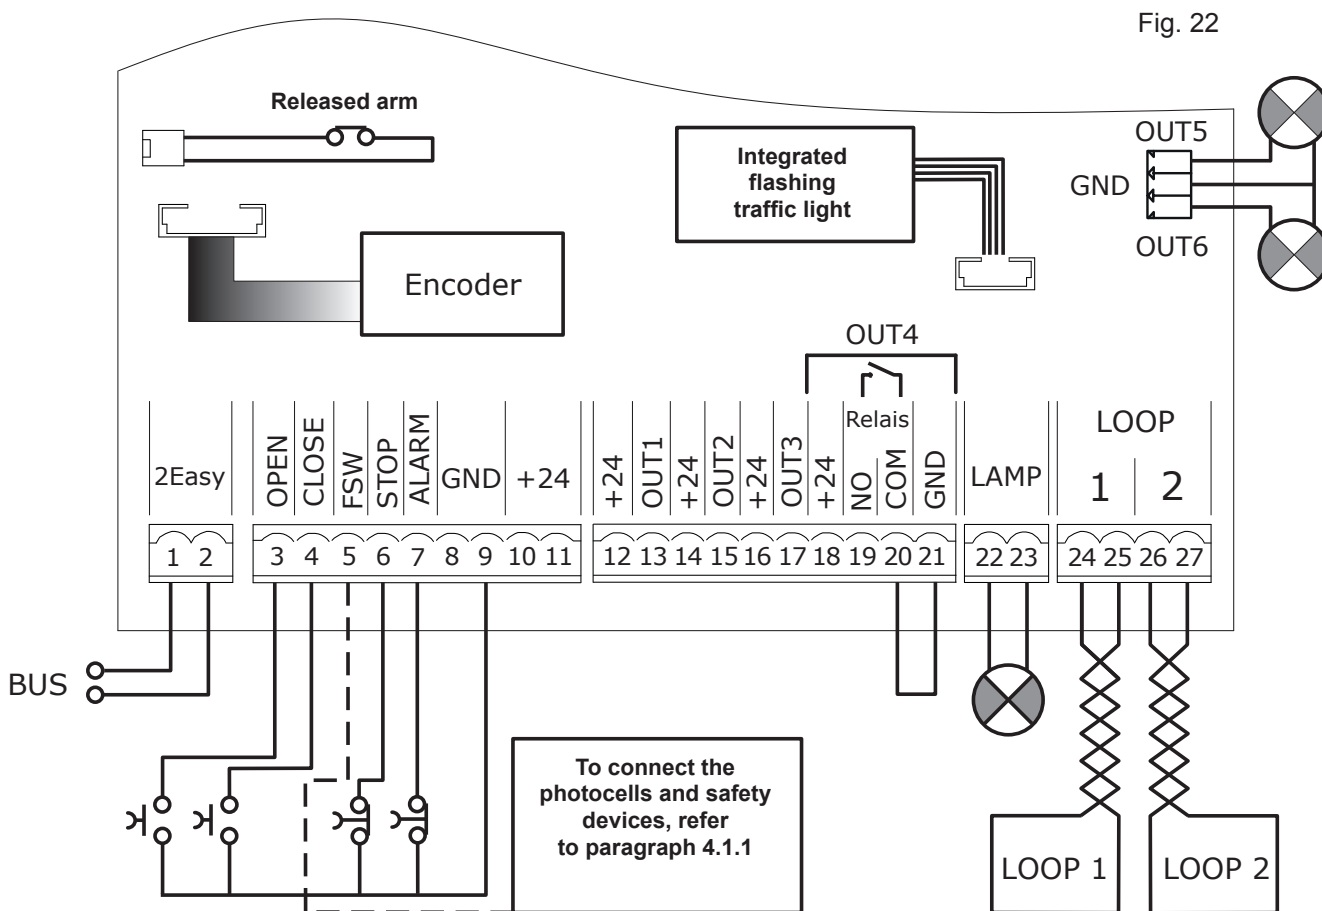 Fig. 22
Released arm
Integrated
flashing
traffic light
OUT5
GND
OUT6
Encoder
OUT4
Relais
2Easy
OPEN
CLOSE
FSW
STOP
ALARM
GND
+24
+24
OUT1
+24
OUT2
+24
OUT3
+24
NO
COM
GND
LAMP
LOOP
1 2
1 2 3 4 5 6 7 8 9 10 11 12 13 14 15 16 17 18 19 20 21 22 23 24 25 26 27
BUS
To connect the
photocells and safety
devices, refer
to paragraph 4.1.1
LOOP 1
LOOP 2